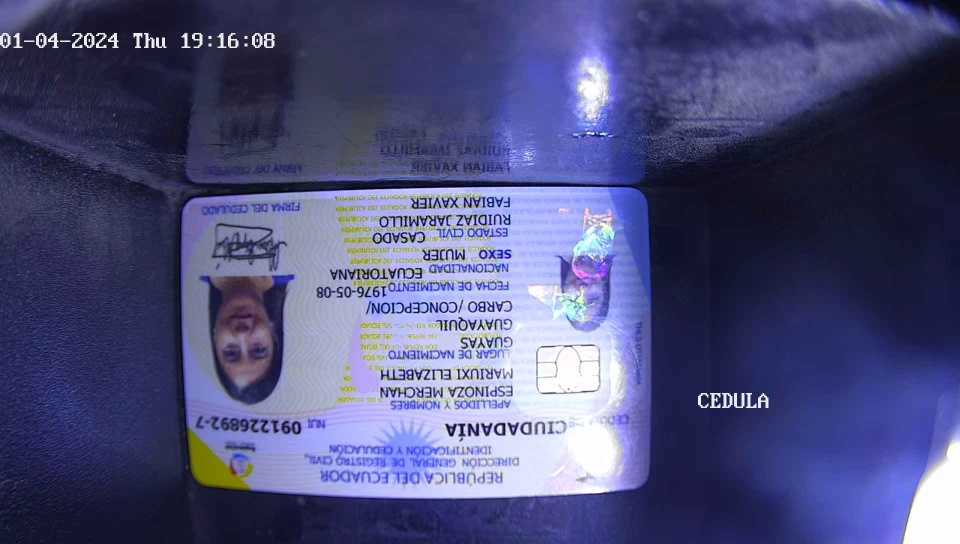 01-04-2024 Thu 19:16:08
CEDULA
REPÚBLICA DEL ECUADOR
DIRECCIÓN GENERAL DE REGISTRO CIVIL,
IDENTIFICACIÓN Y CEDULACIÓN
CIUDADANÍA
NUI 091226892-7
APELLIDOS Y NOMBRES
ESPINOZA MERCHAN
MARIUXI ELIZABETH
LUGAR DE NACIMIENTO
GUAYAS
GUAYAQUIL
CARBO /CONCEPCION/
FECHA DE NACIMIENTO 1976-05-08
NACIONALIDAD ECUATORIANA
SEXO MUJER
ESTADO CIVIL CASADO
RUIDIAZ JARAMILLO
FABIAN XAVIER
FIRMA DEL CEDULADO